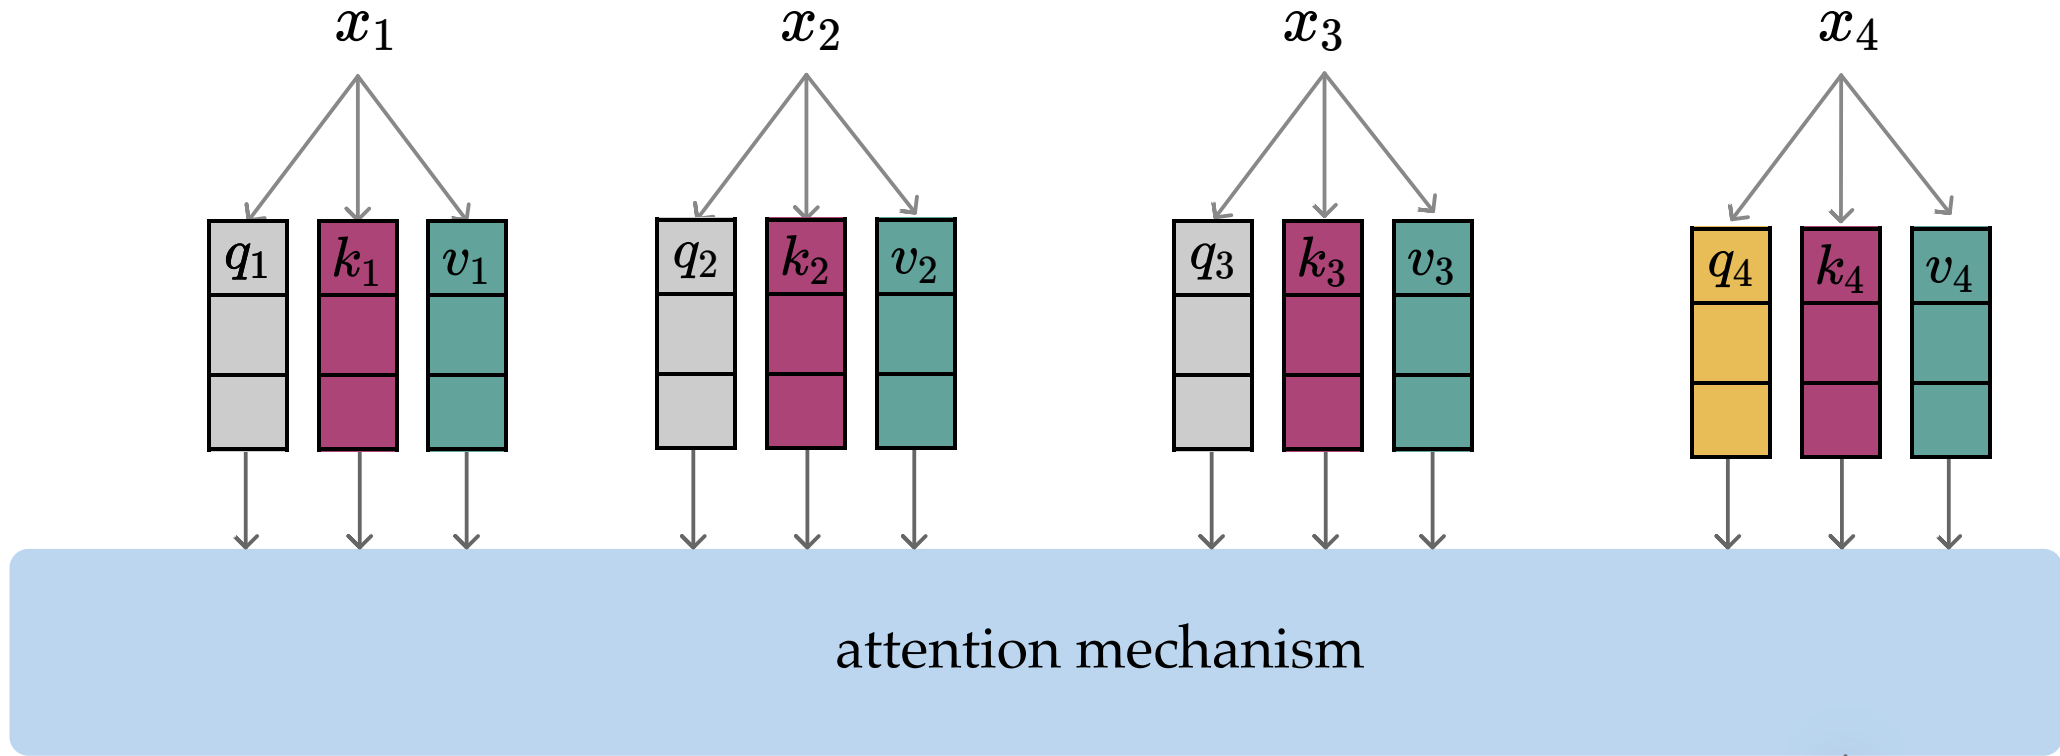 x₁ x₂ x₃ x₄
q₁ k₁ v₁ q₂ k₂ v₂ q₃ k₃ v₃ q₄ k₄ v₄
attention mechanism